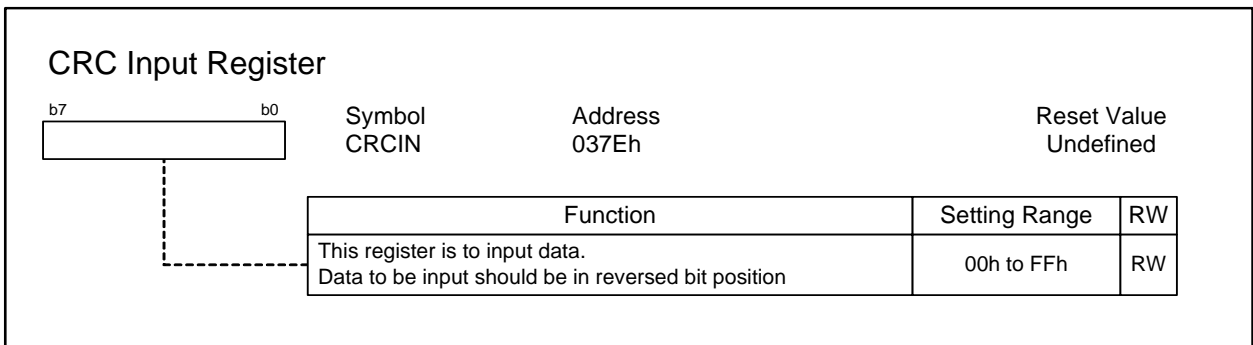 CRC Input Register
b7 b0
Symbol Address Reset Value
CRCIN 037Eh Undefined
Function Setting Range RW
This register is to input data.
Data to be input should be in reversed bit position
00h to FFh RW